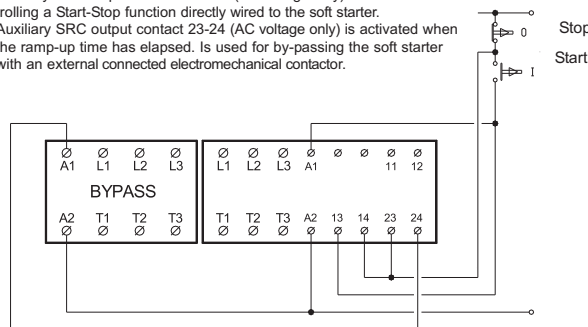 rolling a Start-Stop function directly wired to the soft starter.
Auxiliary SRC output contact 23-24 (AC voltage only) is activated when
the ramp-up time has elapsed. Is used for by-passing the soft starter
with an external connected electromechanical contactor.
0 Stop
Start
I
A1 L1 L2 L3 L1 L2 L3 A1 11 12
BYPASS
A2 T1 T2 T3 T1 T2 T3 A2 13 14 23 24